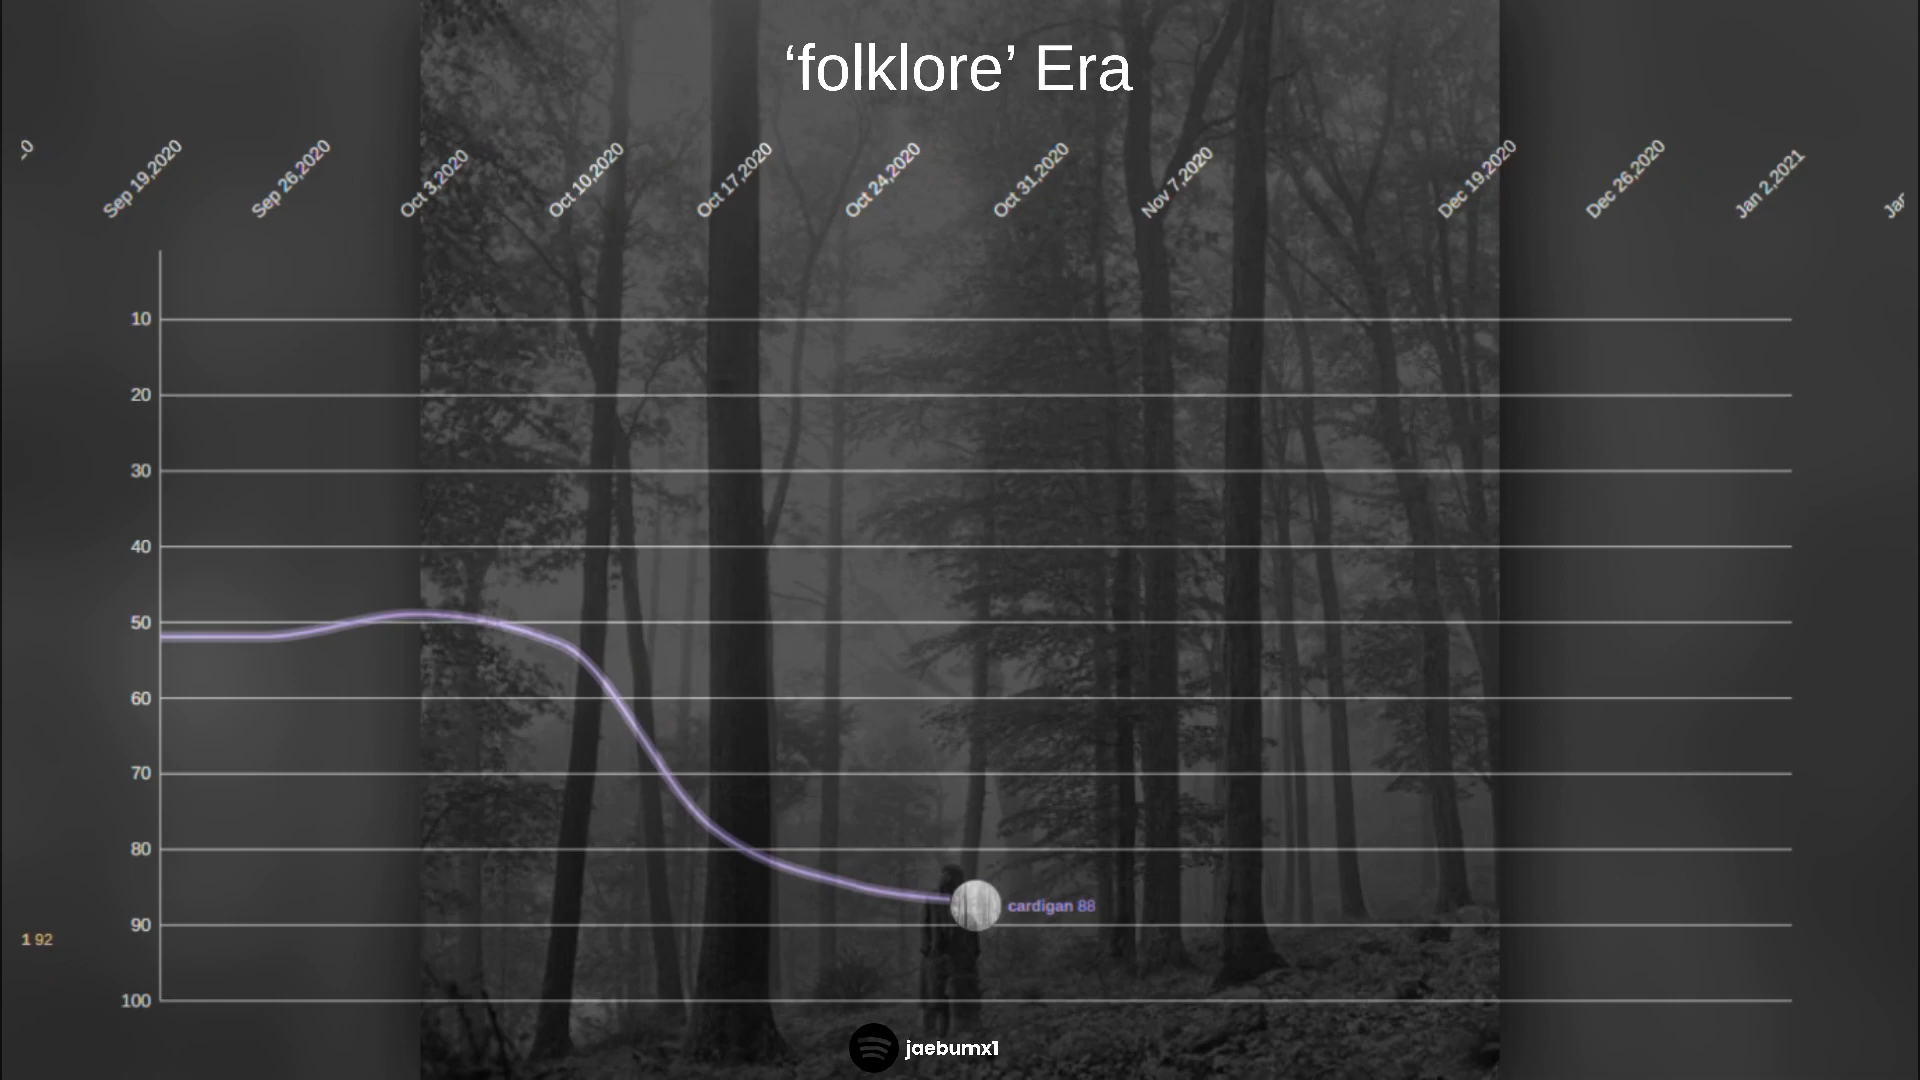 ‘folklore’ Era
Sep 19,2020
Sep 26,2020
Oct 3,2020
Oct 10,2020
Oct 17,2020
Oct 24,2020
Oct 31,2020
Nov 7,2020
Dec 19,2020
Dec 26,2020
Jan 2,2021
10
20
30
40
50
60
70
80
cardigan 88
90
1 92
100
jaebumx1